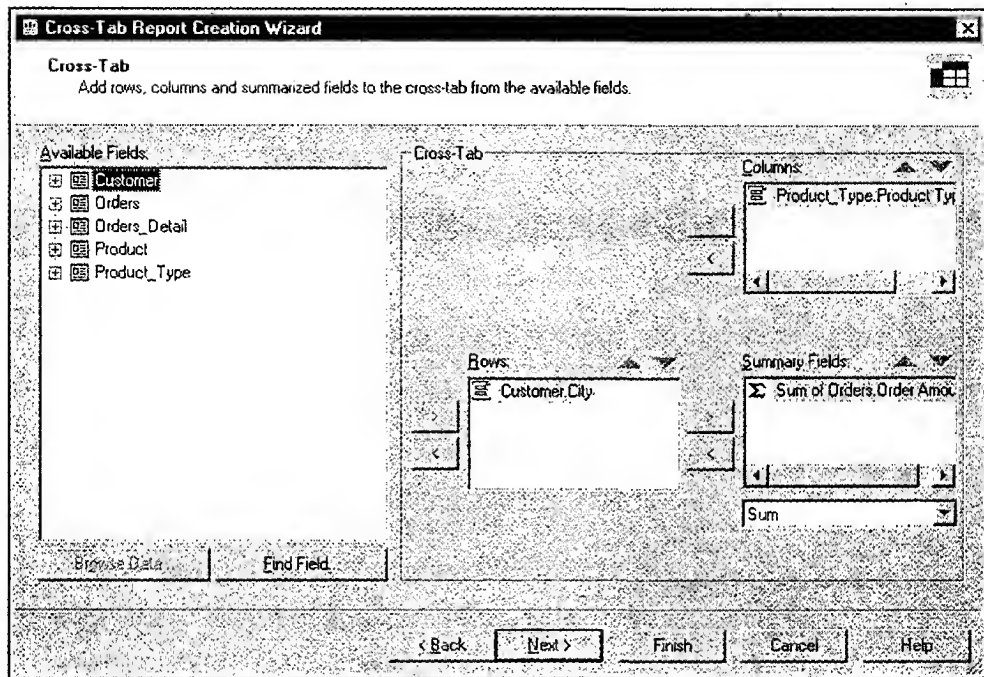 Cross-Tab Report Creation Wizard
Cross-Tab
Add rows, columns and summarized fields to the cross-tab from the available fields.
Available Fields:
Customer
Orders
Orders_Detail
Product
Product_Type
Browse Data...
Find Field...
Cross-Tab
Columns:
Product_Type.Product Typ
>
<
Rows:
Customer.City
>
<
Summary Fields:
Sum of Orders.Order Amou
>
<
Sum
< Back
Next >
Finish
Cancel
Help